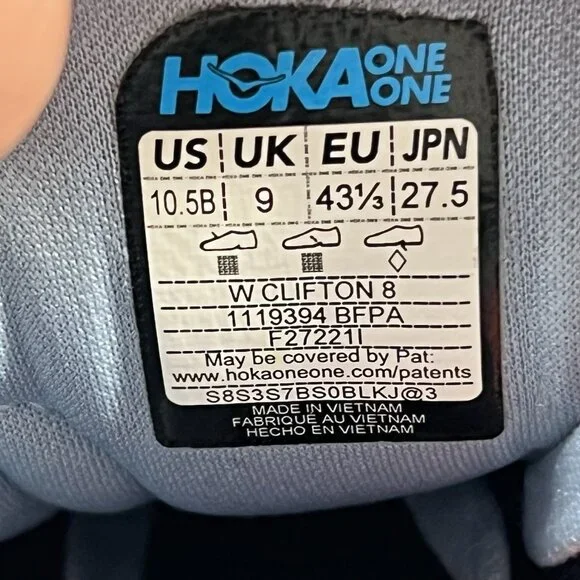 HOKA ONE ONE
US UK EU JPN
10.5B 9 43⅓ 27.5
W CLIFTON 8
1119394 BFPA
F27221I
May be covered by Pat:
www.hokaoneone.com/patents
S8S3S7BS0BLKJ@3
MADE IN VIETNAM
FABRIQUÉ AU VIETNAM
HECHO EN VIETNAM